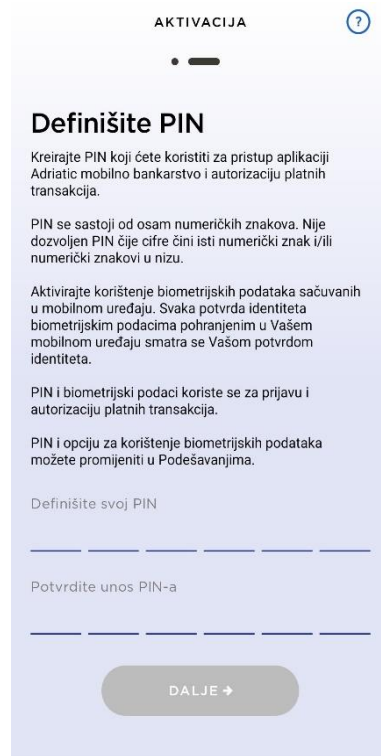 AKTIVACIJA
?
Definišite PIN
Kreirajte PIN koji ćete koristiti za pristup aplikaciji
Adriatic mobilno bankarstvo i autorizaciju platnih
transakcija.
PIN se sastoji od osam numeričkih znakova. Nije
dozvoljen PIN čije cifre čini isti numerički znak i/ili
numerički znakovi u nizu.
Aktivirajte korištenje biometrijskih podataka sačuvanih
u mobilnom uređaju. Svaka potvrda identiteta
biometrijskim podacima pohranjenim u Vašem
mobilnom uređaju smatra se Vašom potvrdom
identiteta.
PIN i biometrijski podaci koriste se za prijavu i
autorizaciju platnih transakcija.
PIN i opciju za korištenje biometrijskih podataka
možete promijeniti u Podešavanjima.
Definišite svoj PIN
Potvrdite unos PIN-a
DALJE →